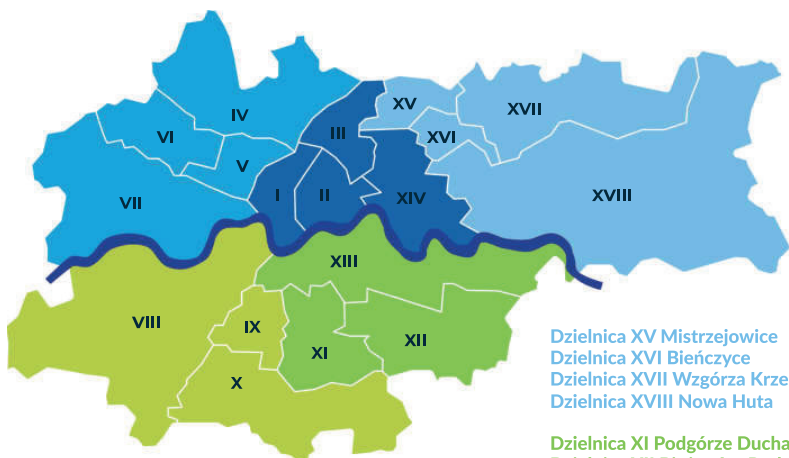 IV
XV
XVII
III
VI
XVI
V
I
II
XIV
XVIII
VII
XIII
VIII
IX
XI
XII
X
Dzielnica XV Mistrzejowice
Dzielnica XVI Bieńczyce
Dzielnica XVII Wzgórza Krze
Dzielnica XVIII Nowa Huta
Dzielnica XI Podgórze Ducha